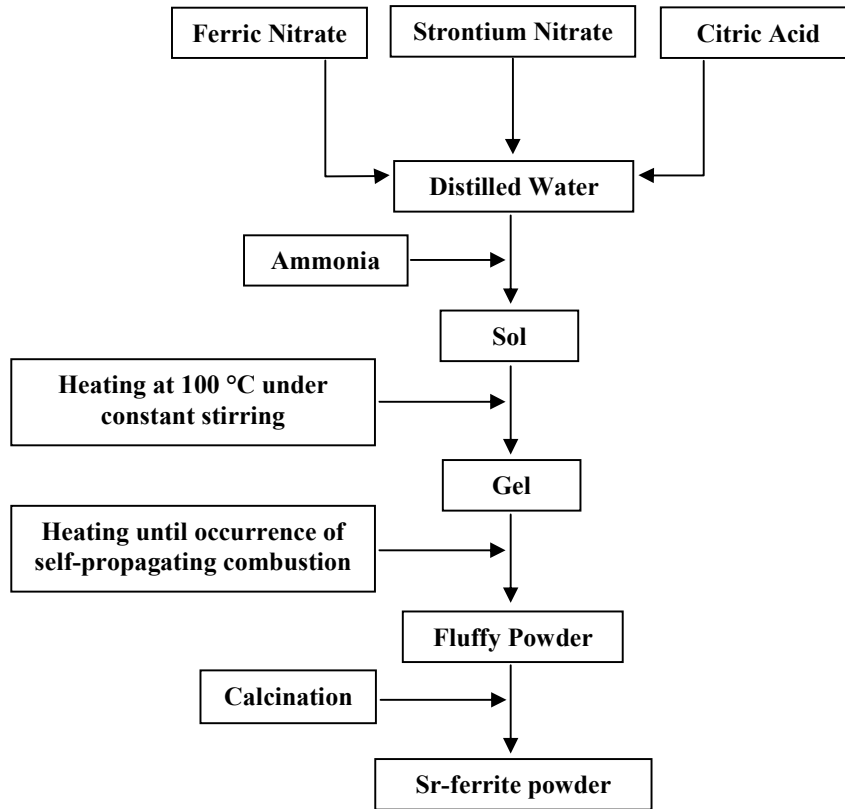 Ferric Nitrate
Strontium Nitrate
Citric Acid
Distilled Water
Ammonia
Sol
Heating at 100 °C under
constant stirring
Gel
Heating until occurrence of
self-propagating combustion
Fluffy Powder
Calcination
Sr-ferrite powder